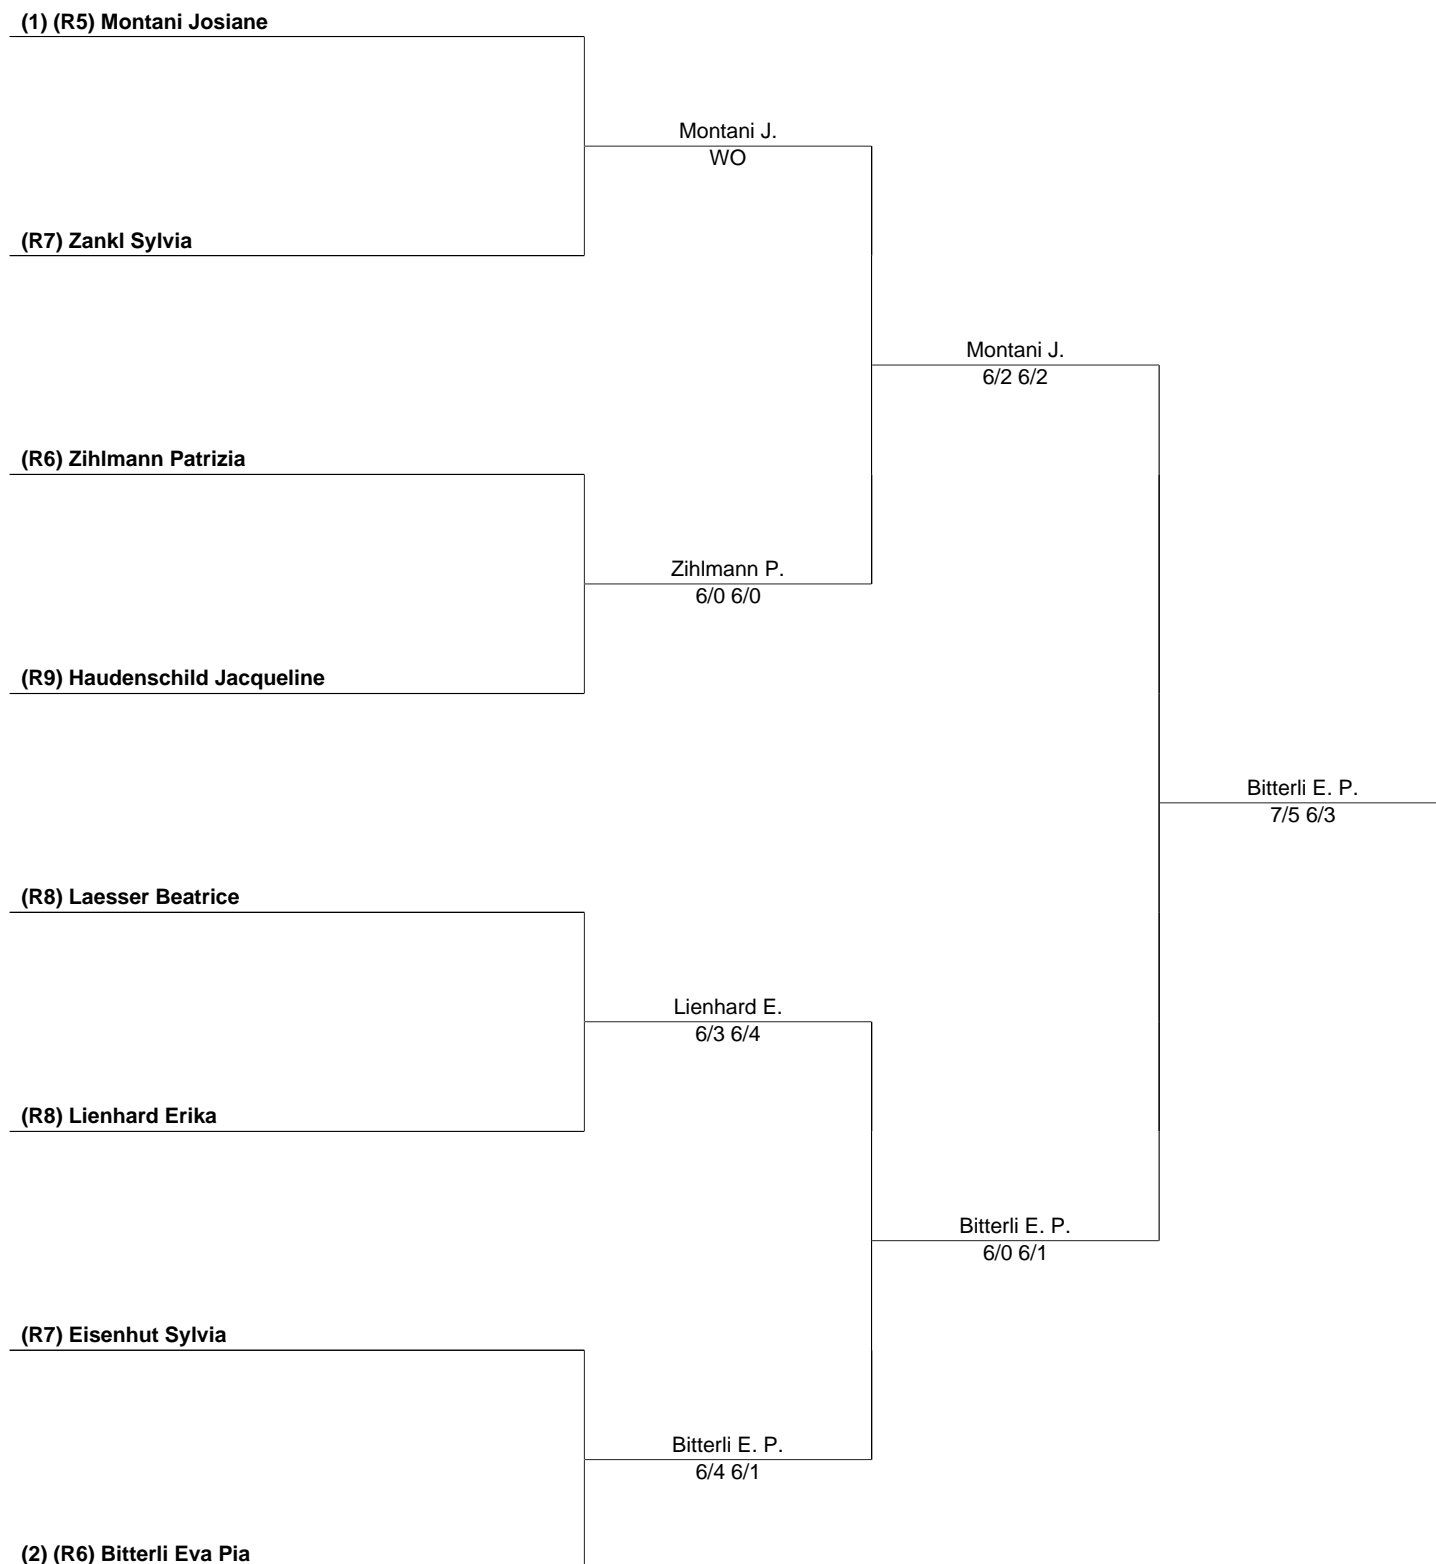 (1) (R5) Montani Josiane
Montani J.
WO
(R7) Zankl Sylvia
Montani J.
6/2 6/2
(R6) Zihlmann Patrizia
Zihlmann P.
6/0 6/0
(R9) Haudenschild Jacqueline
Bitterli E. P.
7/5 6/3
(R8) Laesser Beatrice
Lienhard E.
6/3 6/4
(R8) Lienhard Erika
Bitterli E. P.
6/0 6/1
(R7) Eisenhut Sylvia
Bitterli E. P.
6/4 6/1
(2) (R6) Bitterli Eva Pia